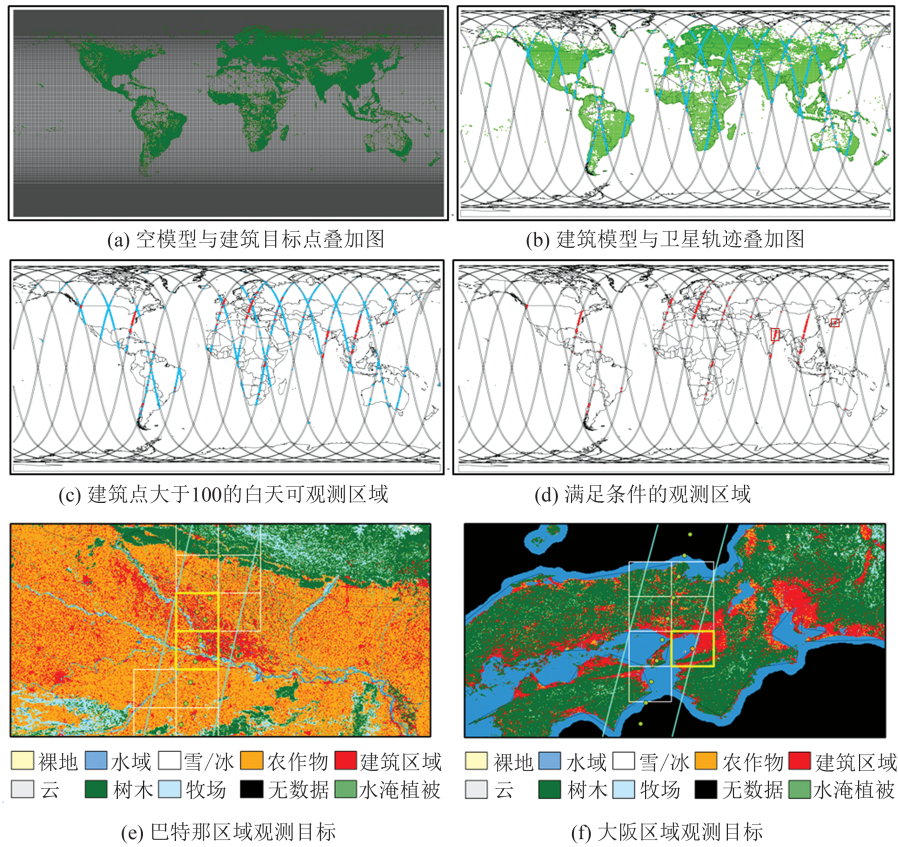 (a) 空模型与建筑目标点叠加图
(b) 建筑模型与卫星轨迹叠加图
(c) 建筑点大于100的白天可观测区域
(d) 满足条件的观测区域
裸地 水域 雪/冰 农作物 建筑区域
云 树木 牧场 无数据 水淹植被
(e) 巴特那区域观测目标
裸地 水域 雪/冰 农作物 建筑区域
云 树木 牧场 无数据 水淹植被
(f) 大阪区域观测目标